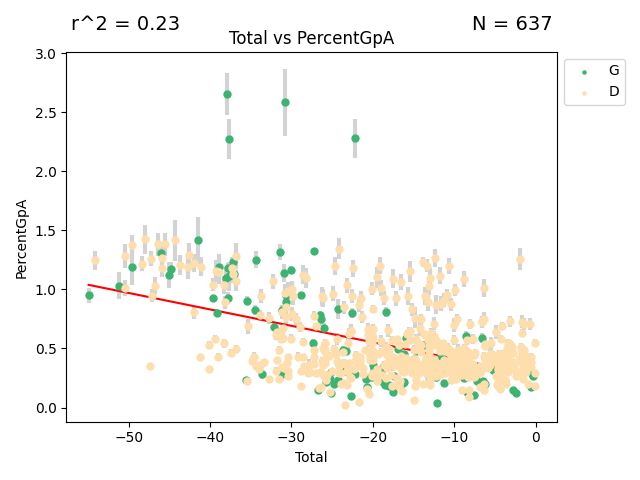 r^2 = 0.23
N = 637
Total vs PercentGpA
G
D
3.0
2.5
2.0
1.5
1.0
0.5
0.0
PercentGpA
−50
−40
−30
−20
−10
0
Total